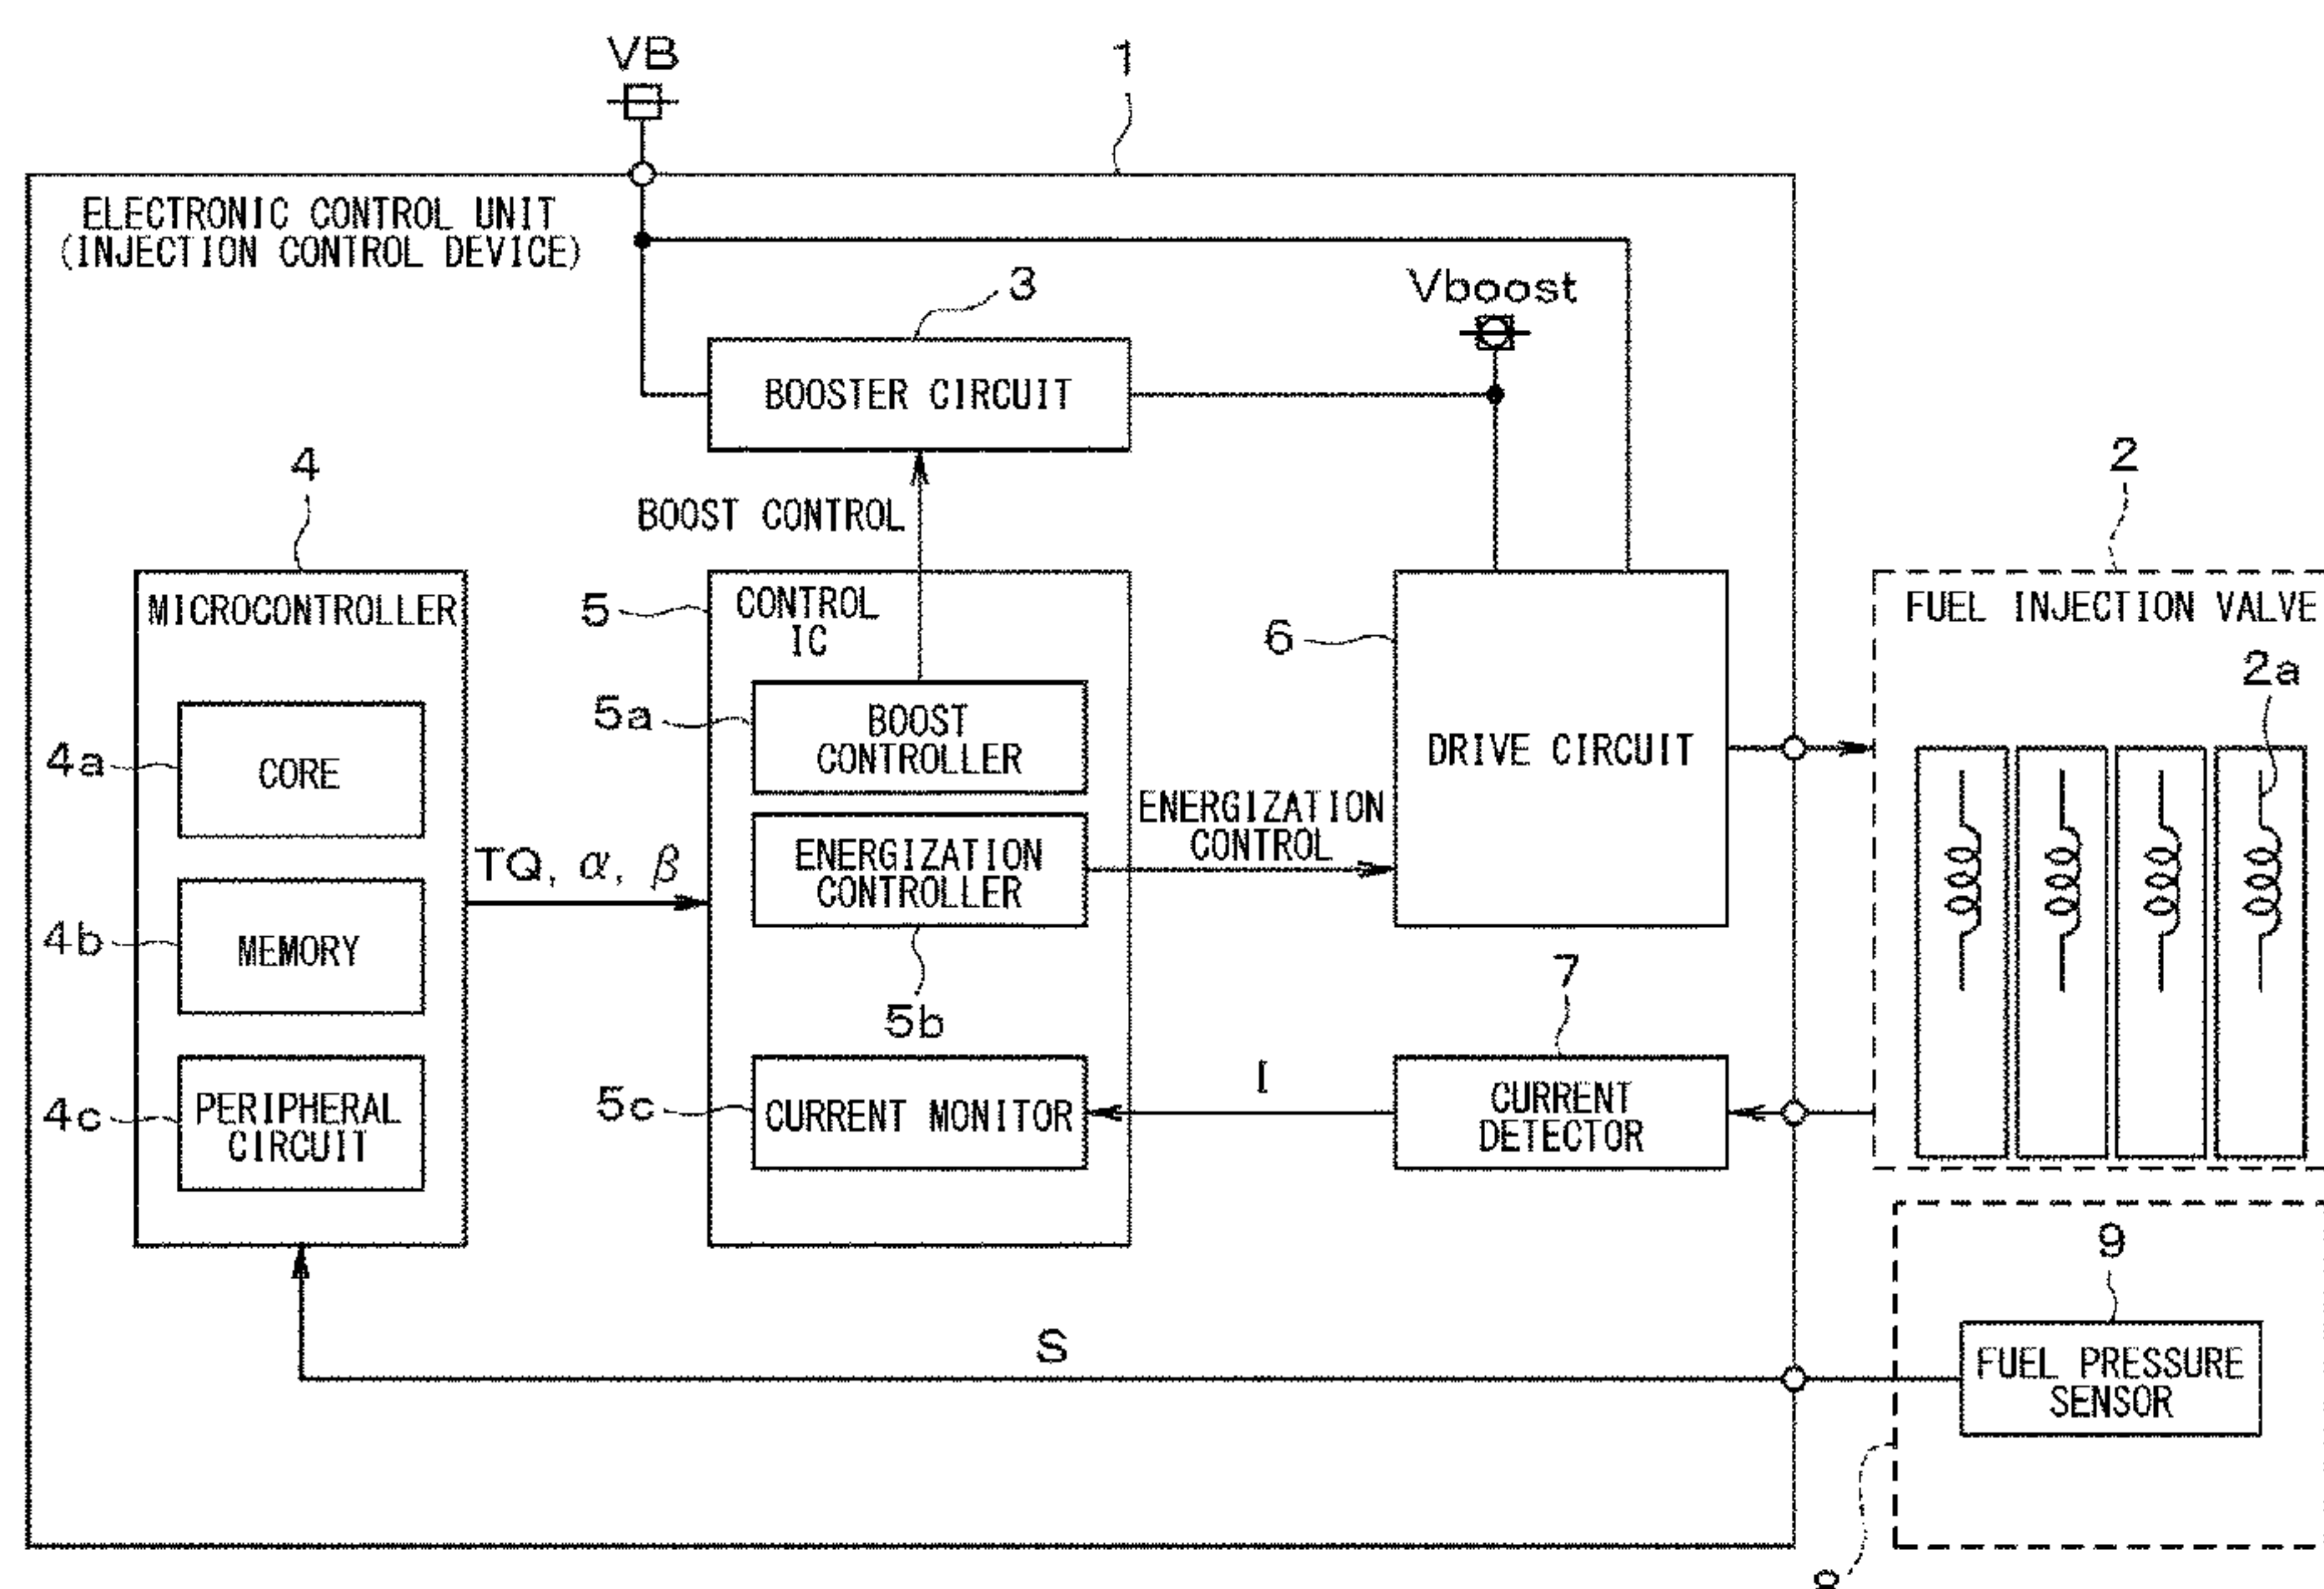 VB
1
ELECTRONIC CONTROL UNIT
(INJECTION CONTROL DEVICE)
3
Vboost
BOOSTER CIRCUIT
4
BOOST CONTROL
2
MICROCONTROLLER
5
CONTROL
IC
6
FUEL INJECTION VALVE
2a
4a
CORE
5a
BOOST
CONTROLLER
DRIVE CIRCUIT
TQ, α, β
ENERGIZATION
CONTROLLER
ENERGIZATION
CONTROL
4b
MEMORY
5b
7
4c
PERIPHERAL
CIRCUIT
5c
CURRENT MONITOR
I
CURRENT
DETECTOR
9
S
FUEL PRESSURE
SENSOR
8